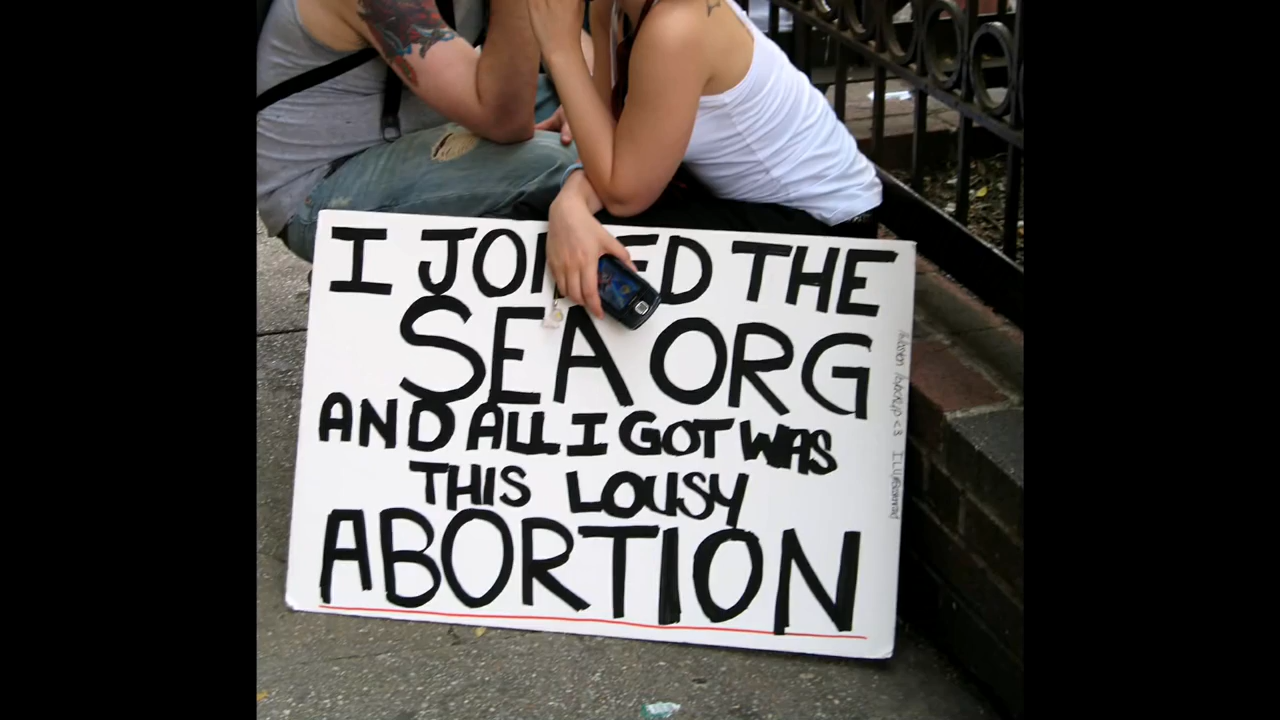 I JOINED THE
SEA ORG
AND ALL I GOT WAS
THIS LOUSY
ABORTION